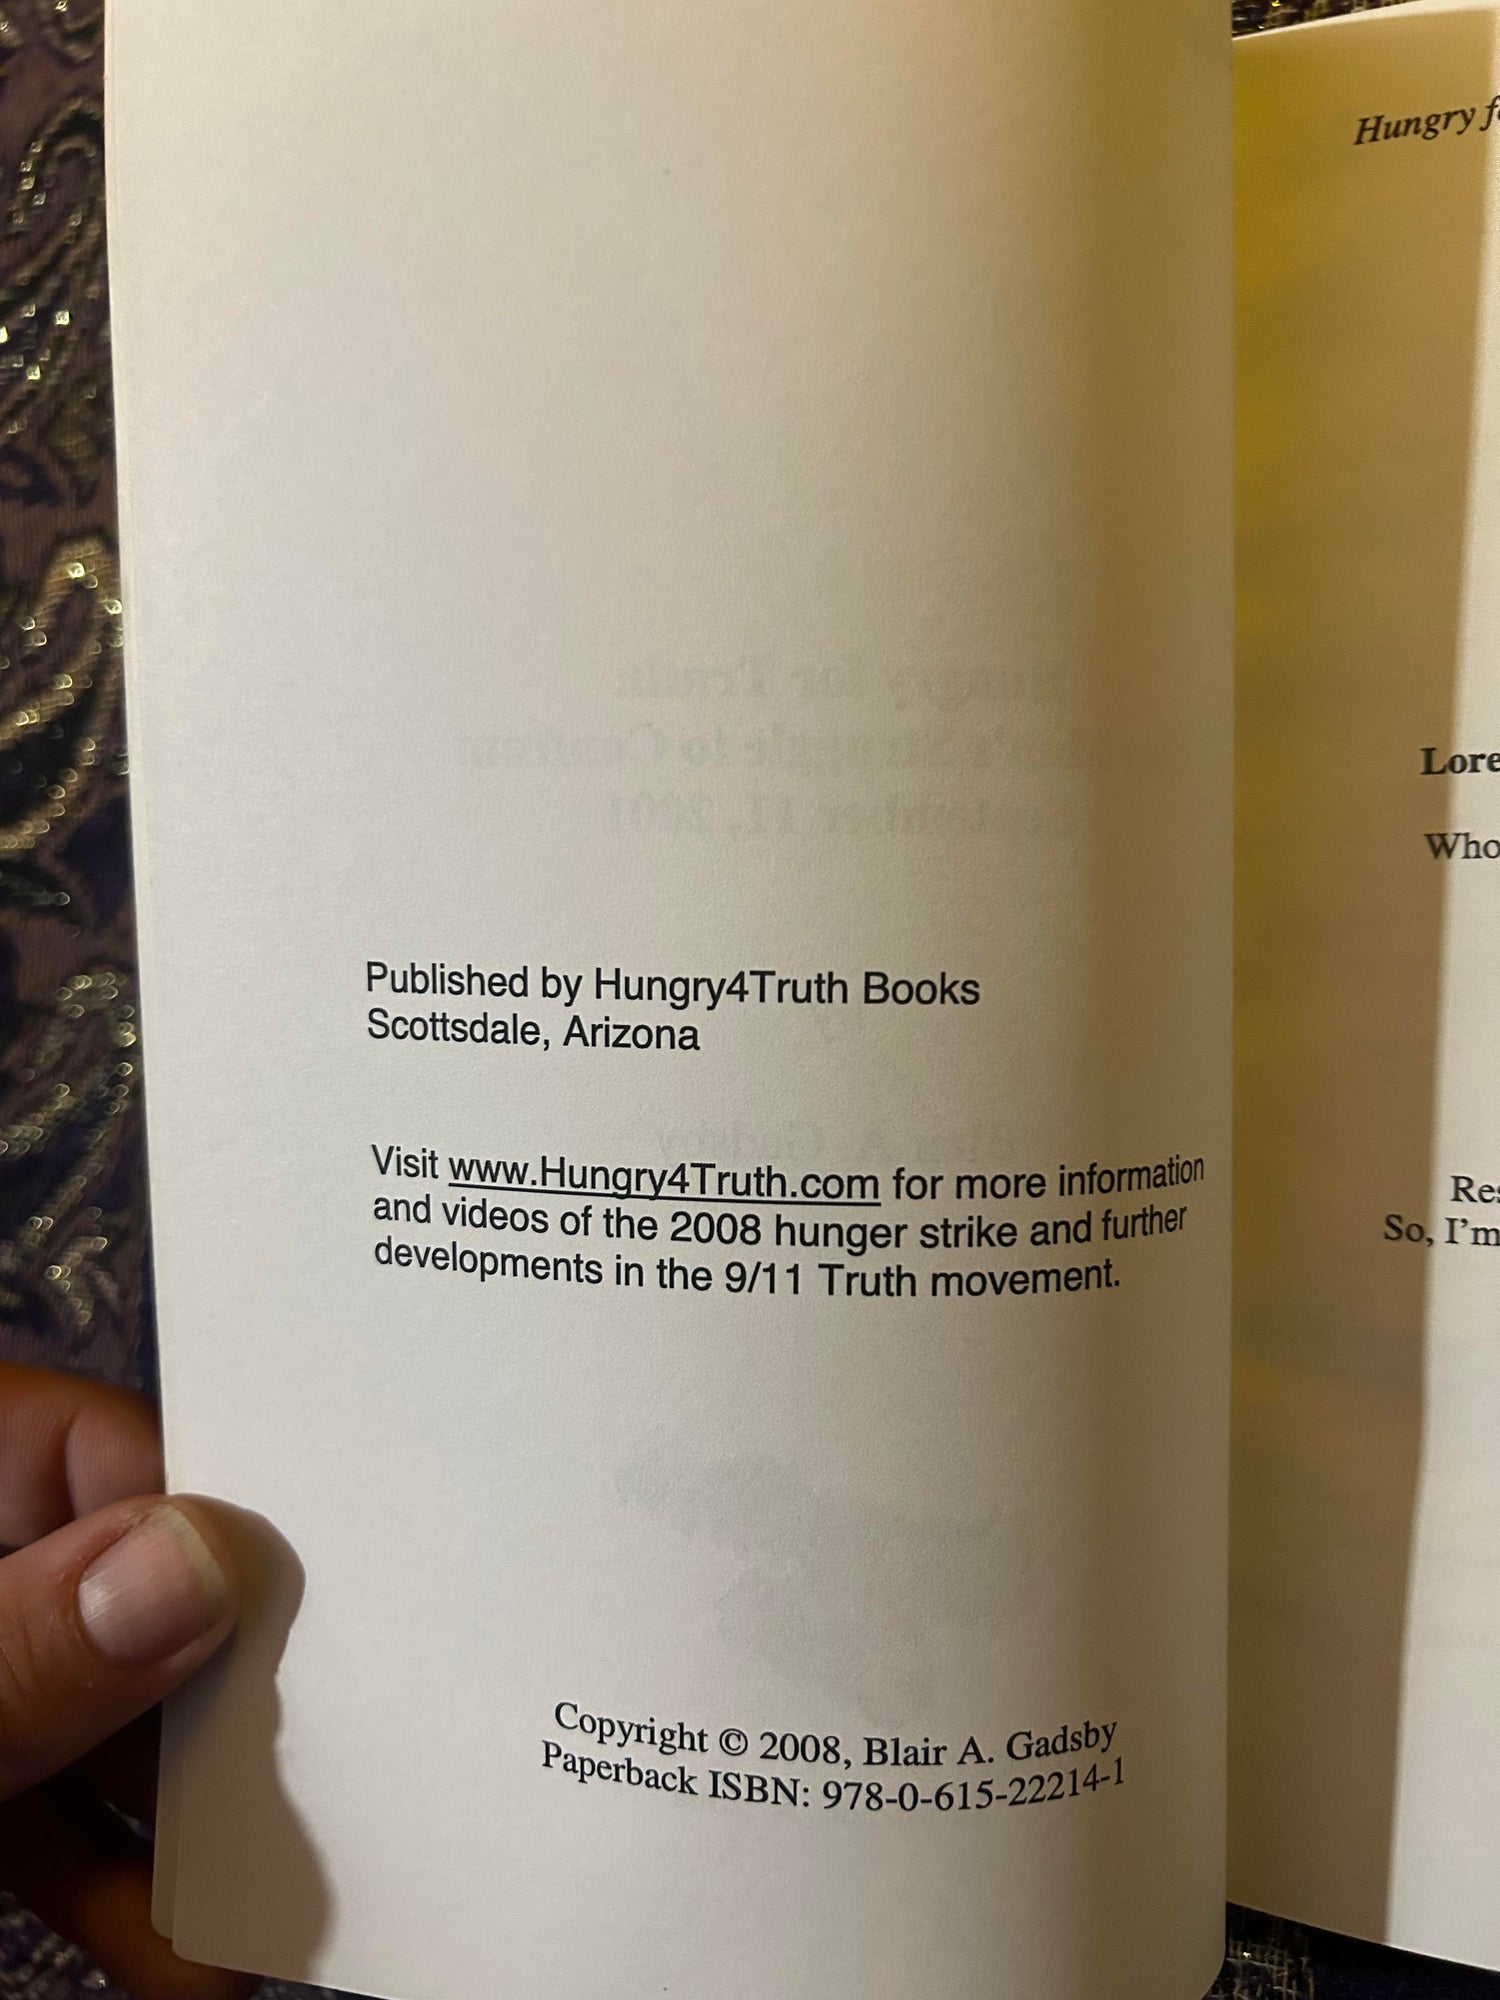 Published by Hungry4Truth Books
Scottsdale, Arizona
Visit www.Hungry4Truth.com for more information
and videos of the 2008 hunger strike and further
developments in the 9/11 Truth movement.
Copyright © 2008, Blair A. Gadsby
Paperback ISBN: 978-0-615-22214-1
Hungry
Who
So, I'm